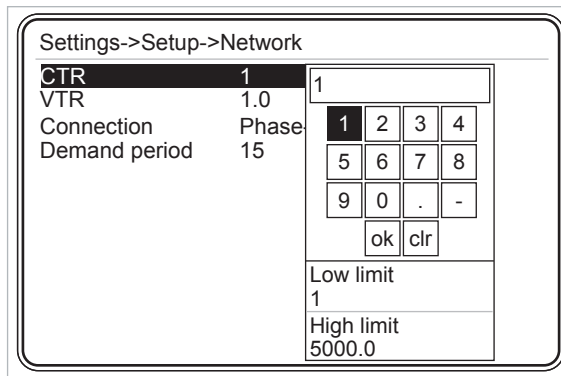 Settings->Setup->Network
CTR 1
VTR 1.0
Connection Phase-
Demand period 15
1
1 2 3 4
5 6 7 8
9 0 . -
ok clr
Low limit
1
High limit
5000.0